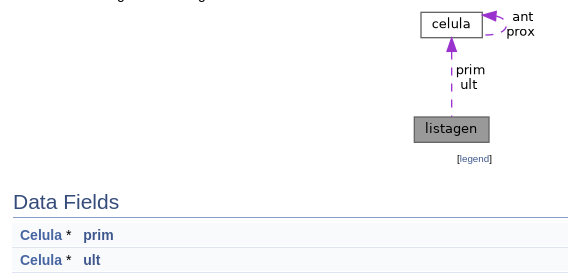 celula
ant
prox
prim
ult
listagen
[legend]
Data Fields
Celula * prim
Celula * ult